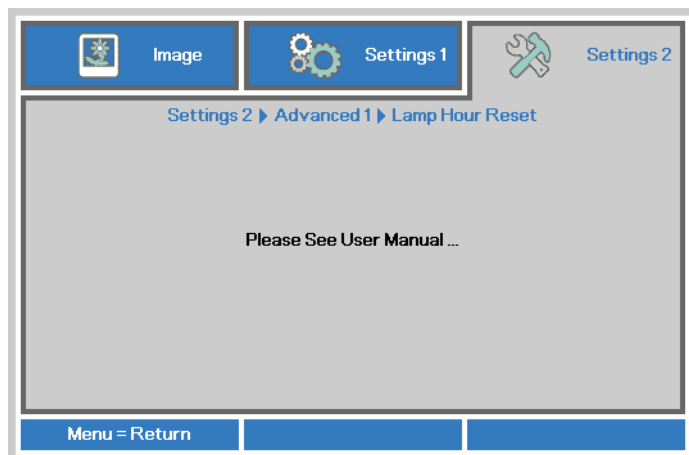 Image
Settings 1
Settings 2
Settings 2 ▶ Advanced 1 ▶ Lamp Hour Reset
Please See User Manual ...
Menu = Return